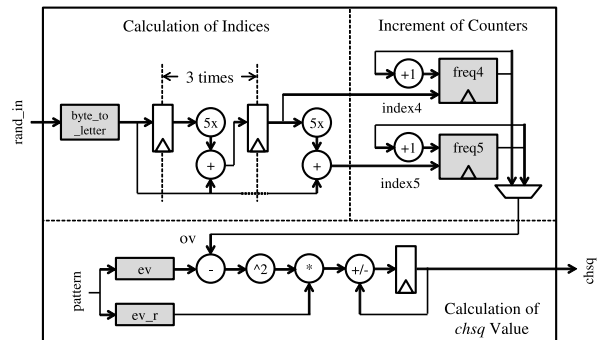 Calculation of Indices
Increment of Counters
3 times
+1
freq4
rand_in
byte_to
_letter
5x
5x
index4
+1
freq5
+
+
index5
ov
pattern
ev
-
^2
*
+/-
chsq
ev_r
Calculation of
chsq Value